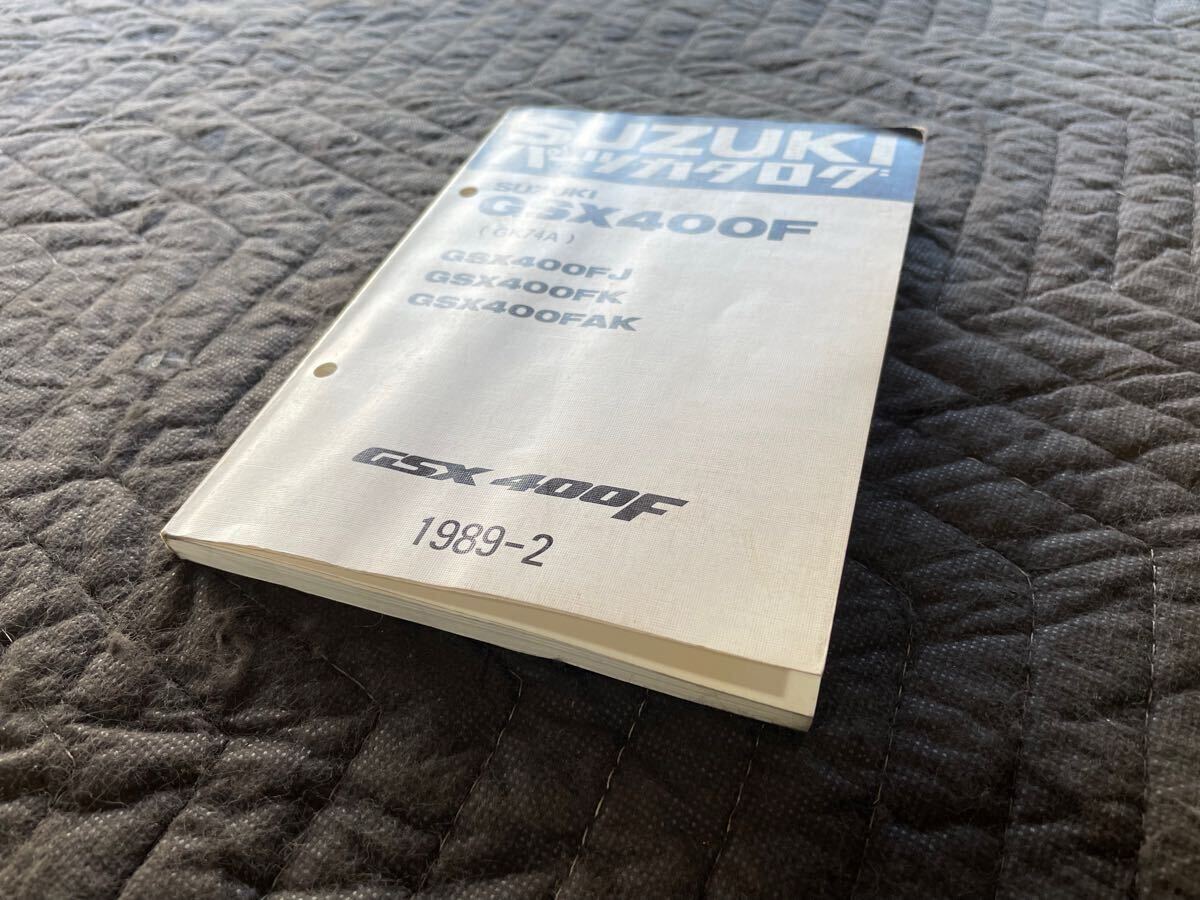 SUZUKI
パーツカタログ
SUZUKI
GSX400F
(GK74A)
GSX400FJ
GSX400FK
GSX400FAK
GSX 400F
1989-2